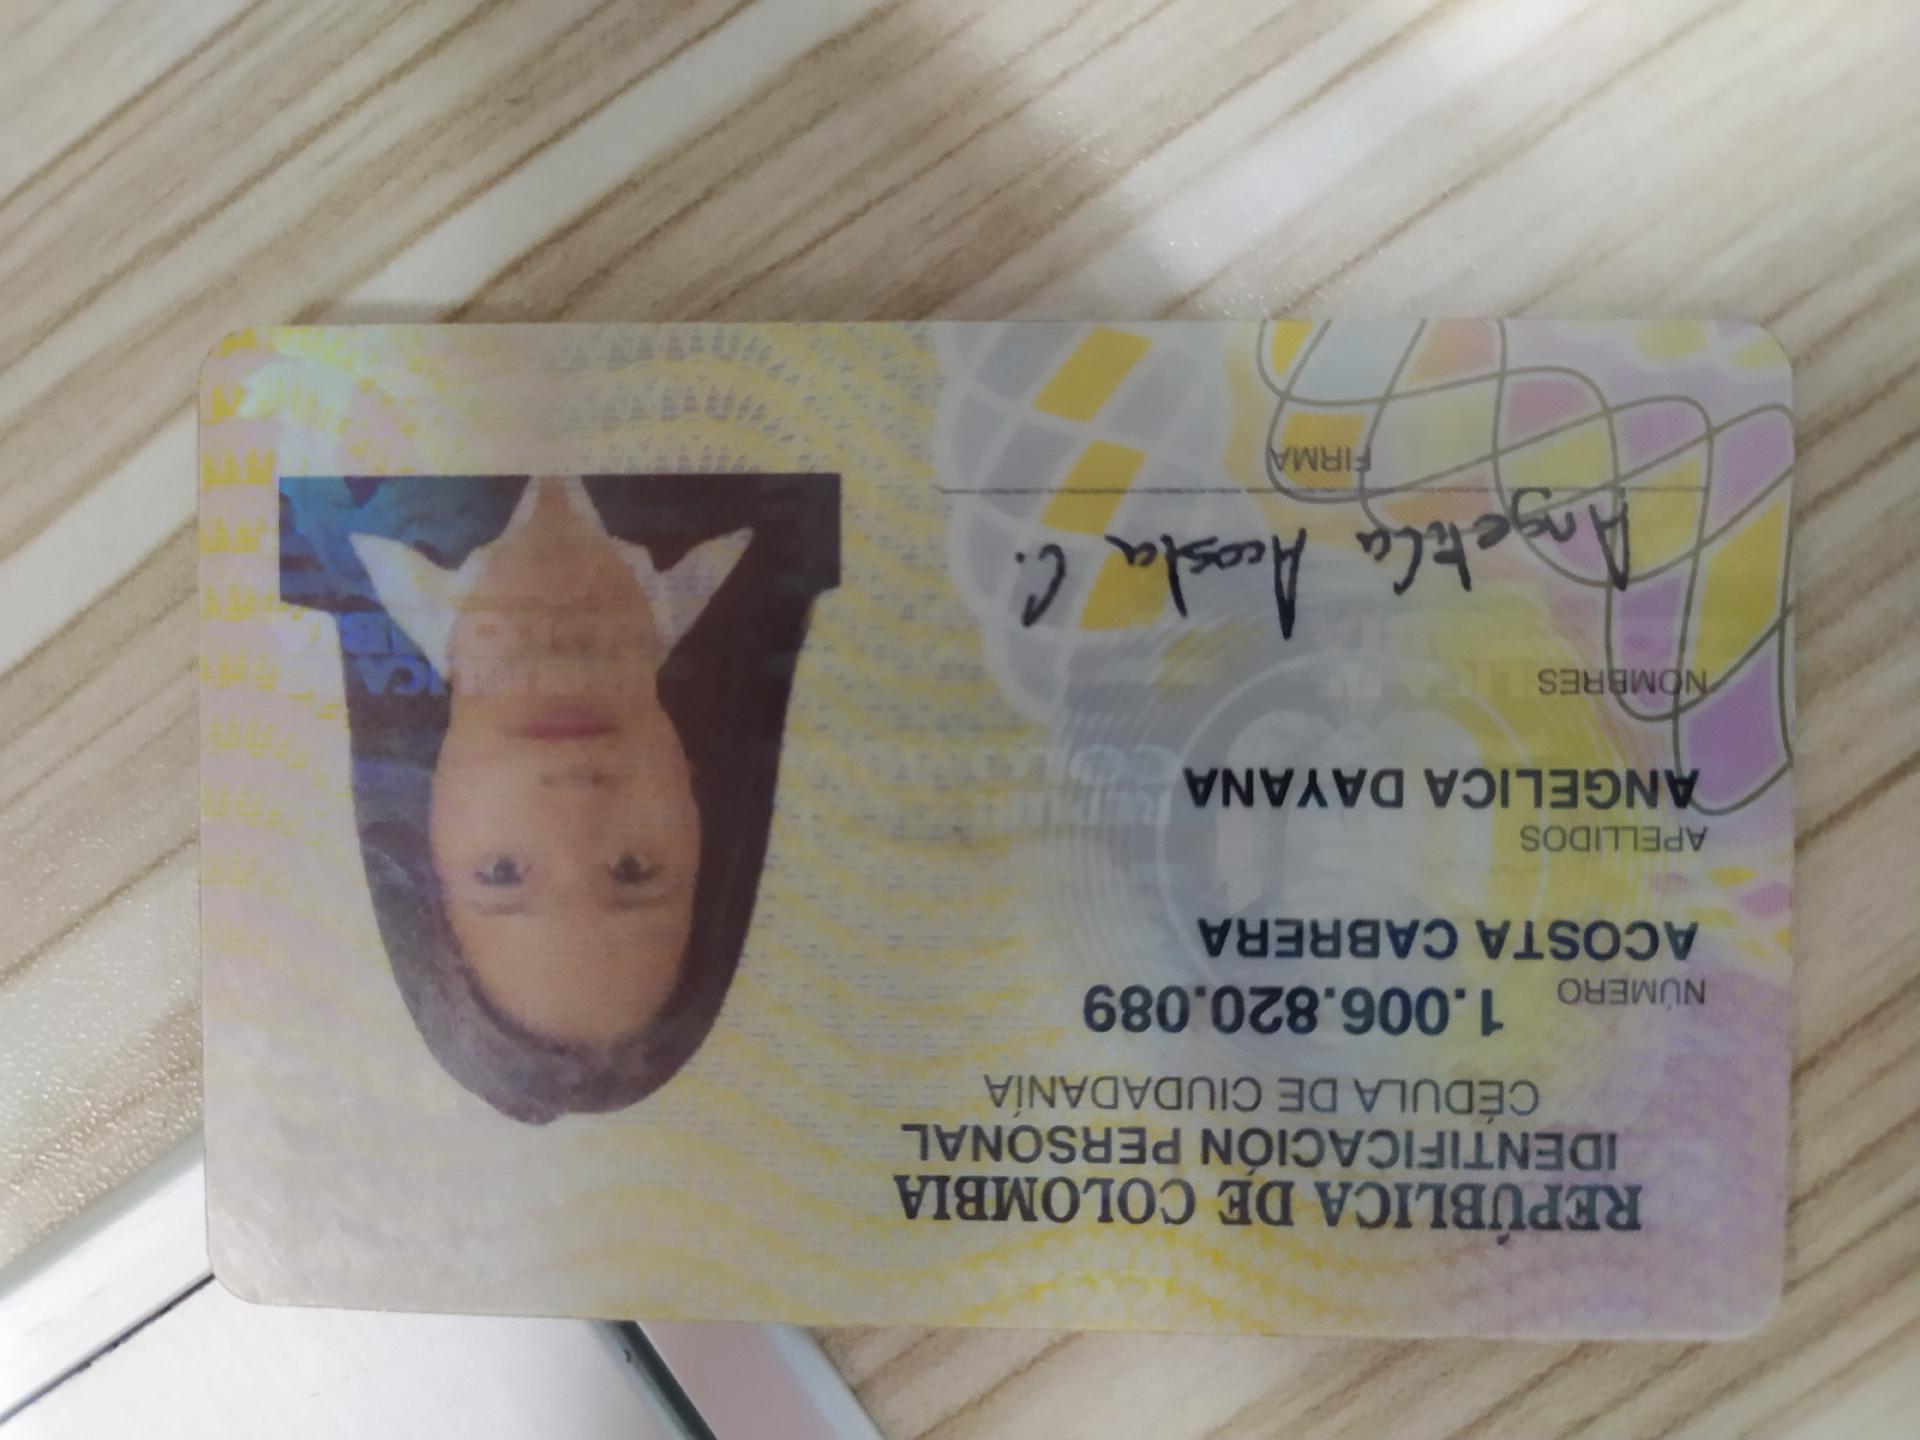 REPÚBLICA DE COLOMBIA
IDENTIFICACIÓN PERSONAL
CÉDULA DE CIUDADANÍA
NÚMERO 1.006.820.089
ACOSTA CABRERA
APELLIDOS
ANGELICA DAYANA
NOMBRES
Angelica Acosta C.
FIRMA